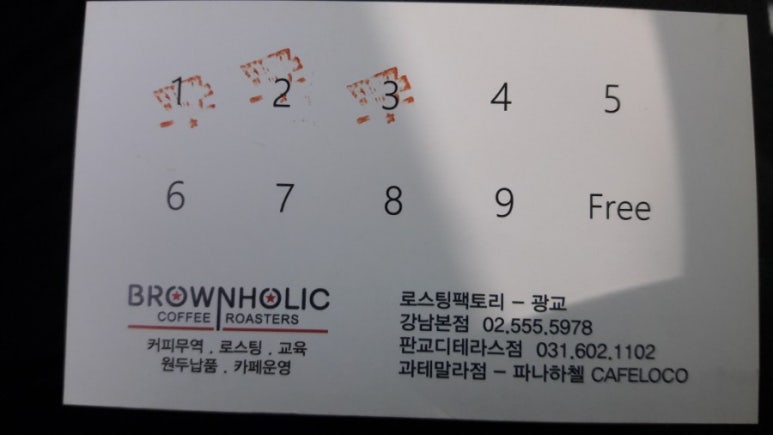 1 2 3 4 5
6 7 8 9 Free
BROWNHOLIC
COFFEE ROASTERS
커피무역 . 로스팅 . 교육
원두납품 . 카페운영
로스팅팩토리 - 광교
강남본점 02.555.5978
판교디테라스점 031.602.1102
과테말라점 - 파나하첼 CAFELOCO